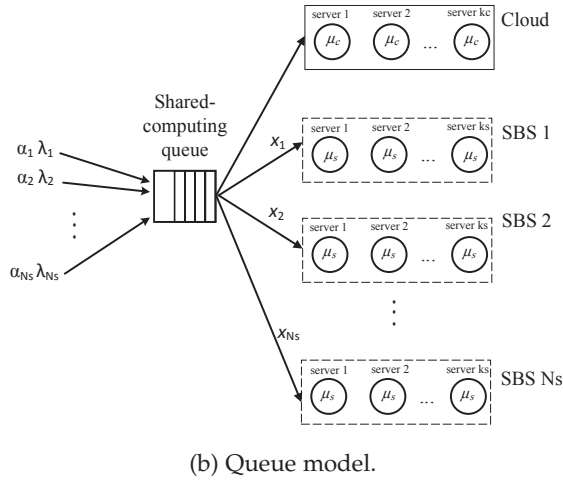 server 1 server 2 server kc
Cloud
μc μc ... μc
Shared-
computing
queue
server 1 server 2 server ks
SBS 1
x1
μs μs ... μs
α1 λ1
α2 λ2
⋮
αNs λNs
x2
server 1 server 2 server ks
SBS 2
μs μs ... μs
⋮
xNs
server 1 server 2 server ks
SBS Ns
μs μs ... μs
(b) Queue model.